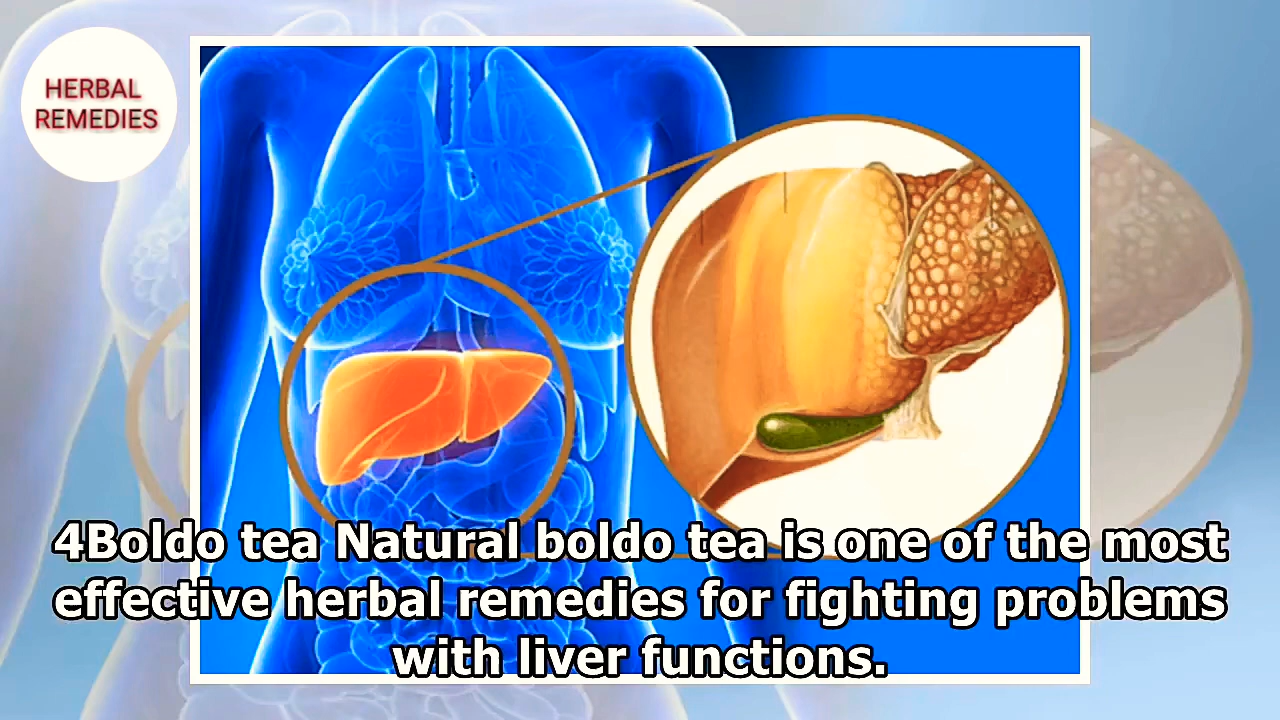 HERBAL
REMEDIES
4Boldo tea Natural boldo tea is one of the most
effective herbal remedies for fighting problems
with liver functions.